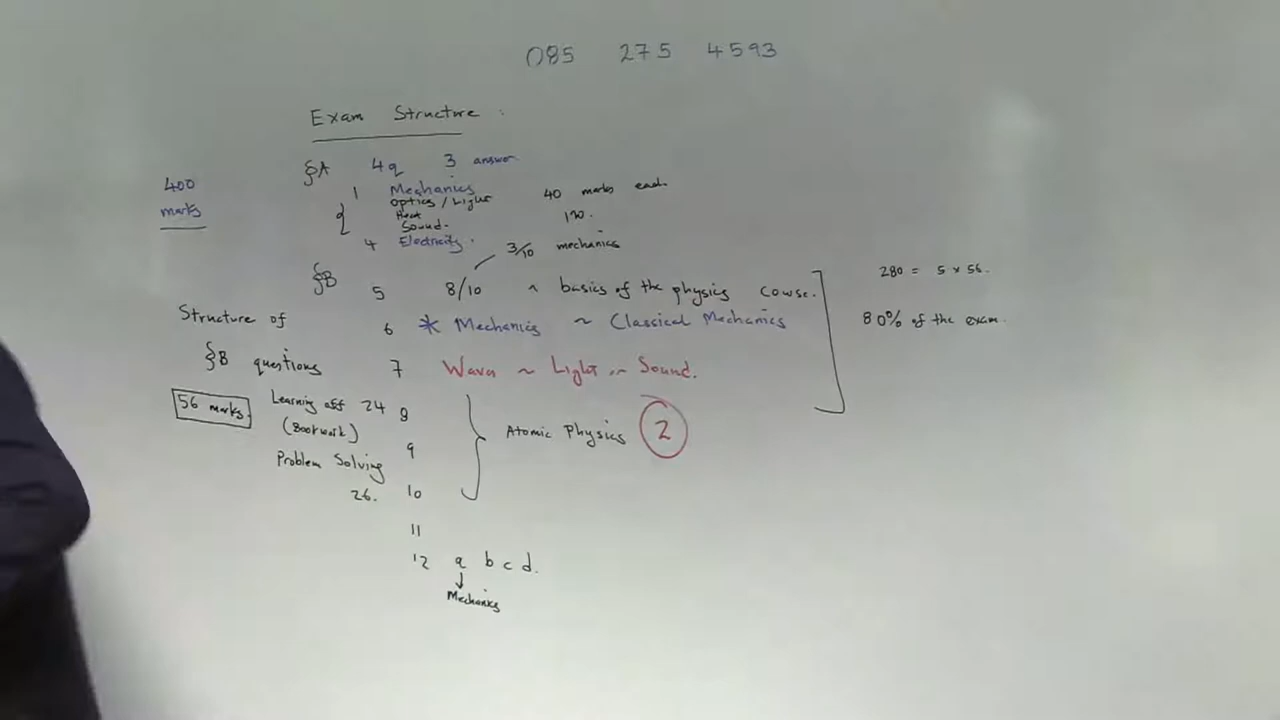 085 275 4593
Exam Structure :
§A 4q 3 answer
400 marks
1 Mechanics
Optics / Light 40 marks each.
Heat 120.
Sound.
4 Electricity.
3/10 mechanics
§B 5 8/10 ~ basics of the physics course.
280 = 5 x 56.
Structure of
6 * Mechanics ~ Classical Mechanics
80% of the exam.
§B questions
7 Waves ~ Light or Sound.
56 marks.
Learning off 24
(Bookwork)
8
Atomic Physics 2
9
Problem Solving
26.
10
11
12 a b c d.
Mechanics